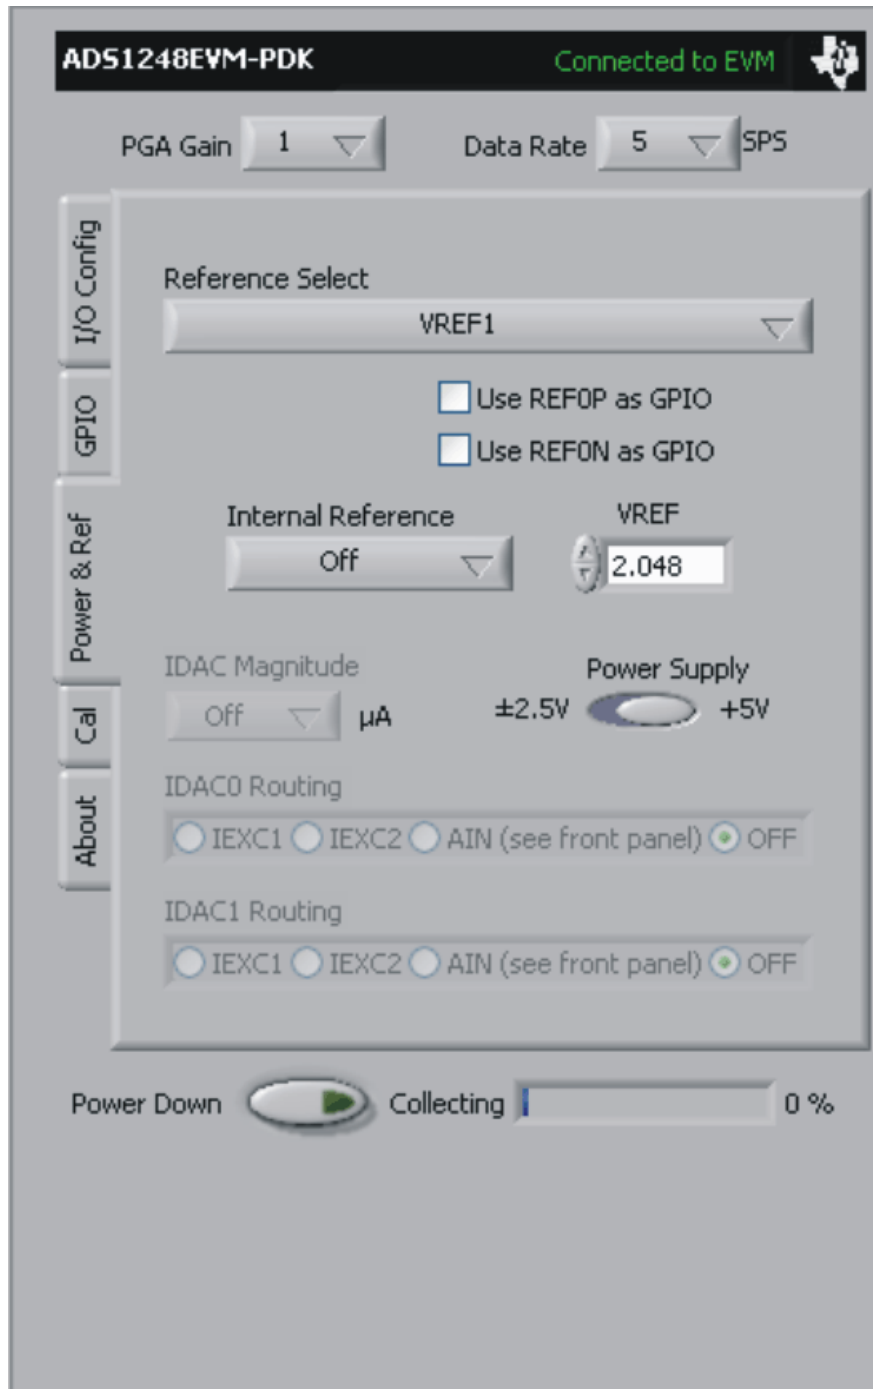 ADS1248EVM-PDK Connected to EVM
PGA Gain 1 Data Rate 5 SPS
I/O Config
GPIO
Power & Ref
Cal
About
Reference Select
VREF1
Use REF0P as GPIO
Use REF0N as GPIO
Internal Reference VREF
Off 2.048
IDAC Magnitude Power Supply
Off µA ±2.5V +5V
IDAC0 Routing
IEXC1 IEXC2 AIN (see front panel) OFF
IDAC1 Routing
IEXC1 IEXC2 AIN (see front panel) OFF
Power Down Collecting 0 %